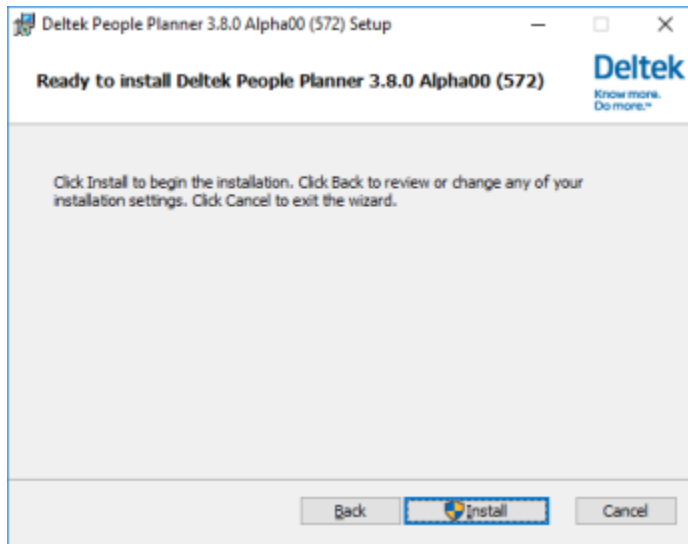 Deltek People Planner 3.8.0 Alpha00 (572) Setup
Ready to install Deltek People Planner 3.8.0 Alpha00 (572)
Deltek
Know more.
Do more.™
Click Install to begin the installation. Click Back to review or change any of your
installation settings. Click Cancel to exit the wizard.
Back
Install
Cancel